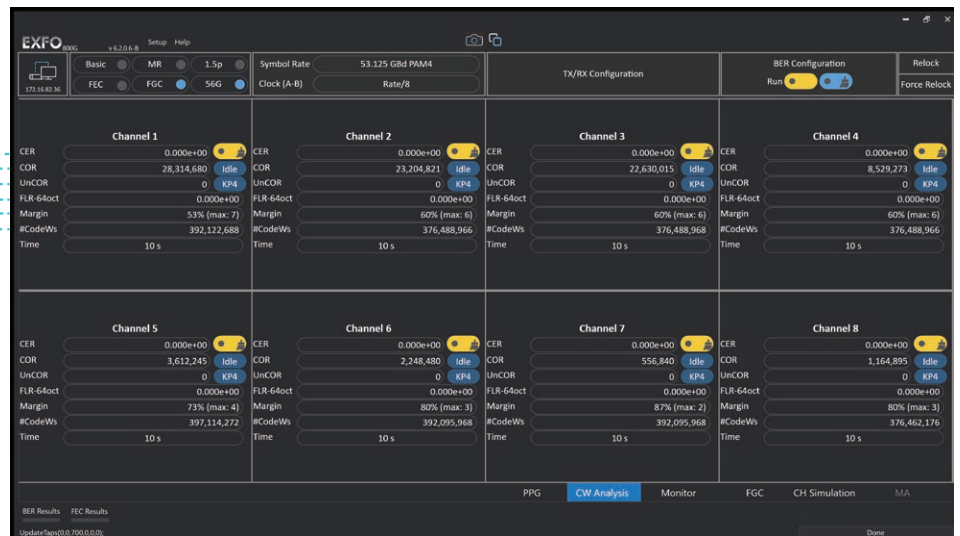 EXFO 800G v 6.2.0.6-B Setup Help
Basic MR 1.5p Symbol Rate 53.125 GBd PAM4 TX/RX Configuration BER Configuration Relock
172.16.82.36 FEC FGC 56G Clock (A-B) Rate/8 Run Force Relock
Channel 1
CER 0.000e+00
COR 28,314,680 Idle
UnCOR 0 KP4
FLR-64oct 0.000e+00
Margin 53% (max: 7)
#CodeWs 392,122,688
Time 10 s
Channel 2
CER 0.000e+00
COR 23,204,821 Idle
UnCOR 0 KP4
FLR-64oct 0.000e+00
Margin 60% (max: 6)
#CodeWs 376,488,966
Time 10 s
Channel 3
CER 0.000e+00
COR 22,630,015 Idle
UnCOR 0 KP4
FLR-64oct 0.000e+00
Margin 60% (max: 6)
#CodeWs 376,488,966
Time 10 s
Channel 4
CER 0.000e+00
COR 8,529,273 Idle
UnCOR 0 KP4
FLR-64oct 0.000e+00
Margin 60% (max: 6)
#CodeWs 376,488,966
Time 10 s
Channel 5
CER 0.000e+00
COR 3,612,245 Idle
UnCOR 0 KP4
FLR-64oct 0.000e+00
Margin 73% (max: 4)
#CodeWs 397,114,272
Time 10 s
Channel 6
CER 0.000e+00
COR 2,248,480 Idle
UnCOR 0 KP4
FLR-64oct 0.000e+00
Margin 80% (max: 3)
#CodeWs 392,095,968
Time 10 s
Channel 7
CER 0.000e+00
COR 556,840 Idle
UnCOR 0 KP4
FLR-64oct 0.000e+00
Margin 87% (max: 2)
#CodeWs 392,095,968
Time 10 s
Channel 8
CER 0.000e+00
COR 1,164,895 Idle
UnCOR 0 KP4
FLR-64oct 0.000e+00
Margin 80% (max: 3)
#CodeWs 376,462,176
Time 10 s
PPG CW Analysis Monitor FGC CH Simulation MA
BER Results FEC Results
UpdateTaps(0,0,700,0,0,0); Done